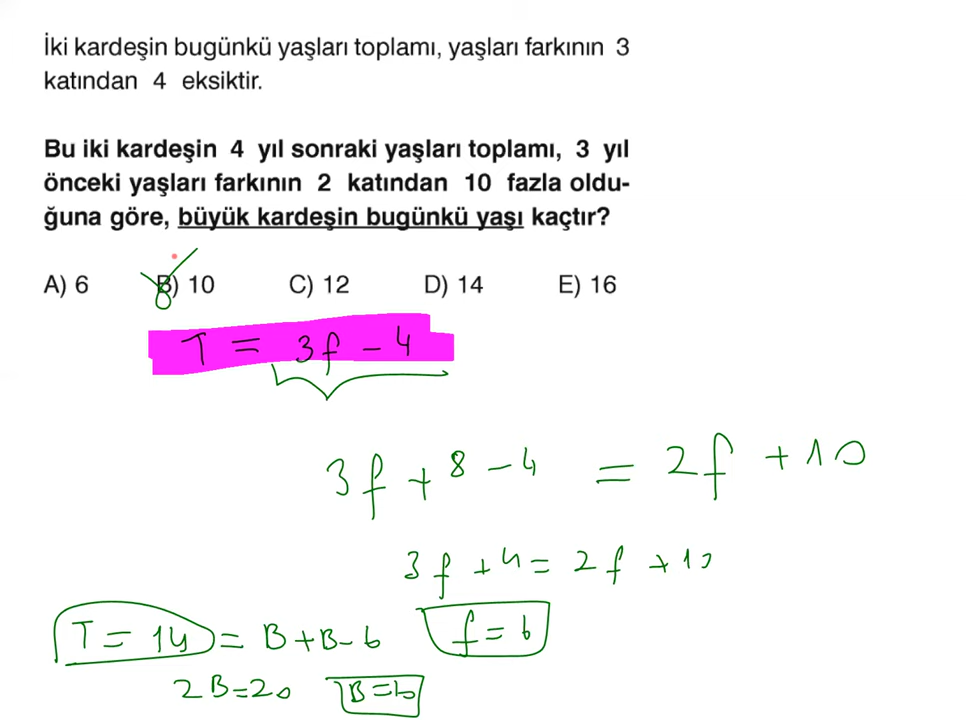 İki kardeşin bugünkü yaşları toplamı, yaşları farkının 3
katından 4 eksiktir.
Bu iki kardeşin 4 yıl sonraki yaşları toplamı, 3 yıl
önceki yaşları farkının 2 katından 10 fazla oldu-
ğuna göre, büyük kardeşin bugünkü yaşı kaçtır?
A) 6 B) 10 C) 12 D) 14 E) 16
T = 3f - 4
3f + 8 - 4 = 2f + 10
3f + 4 = 2f + 10
T = 14 = B + B - 6 f = 6
2B = 20 B = 10